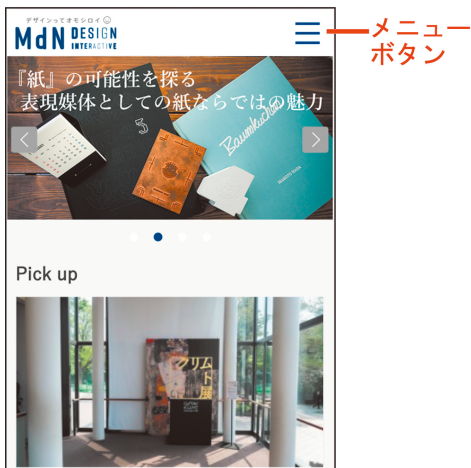 デザインってオモシロイ
MdN DESIGN
INTERACTIVE
メニュー
ボタン
『紙』の可能性を探る
表現媒体としての紙ならではの魅力
Baumkuchen
Pick up
クリムト展